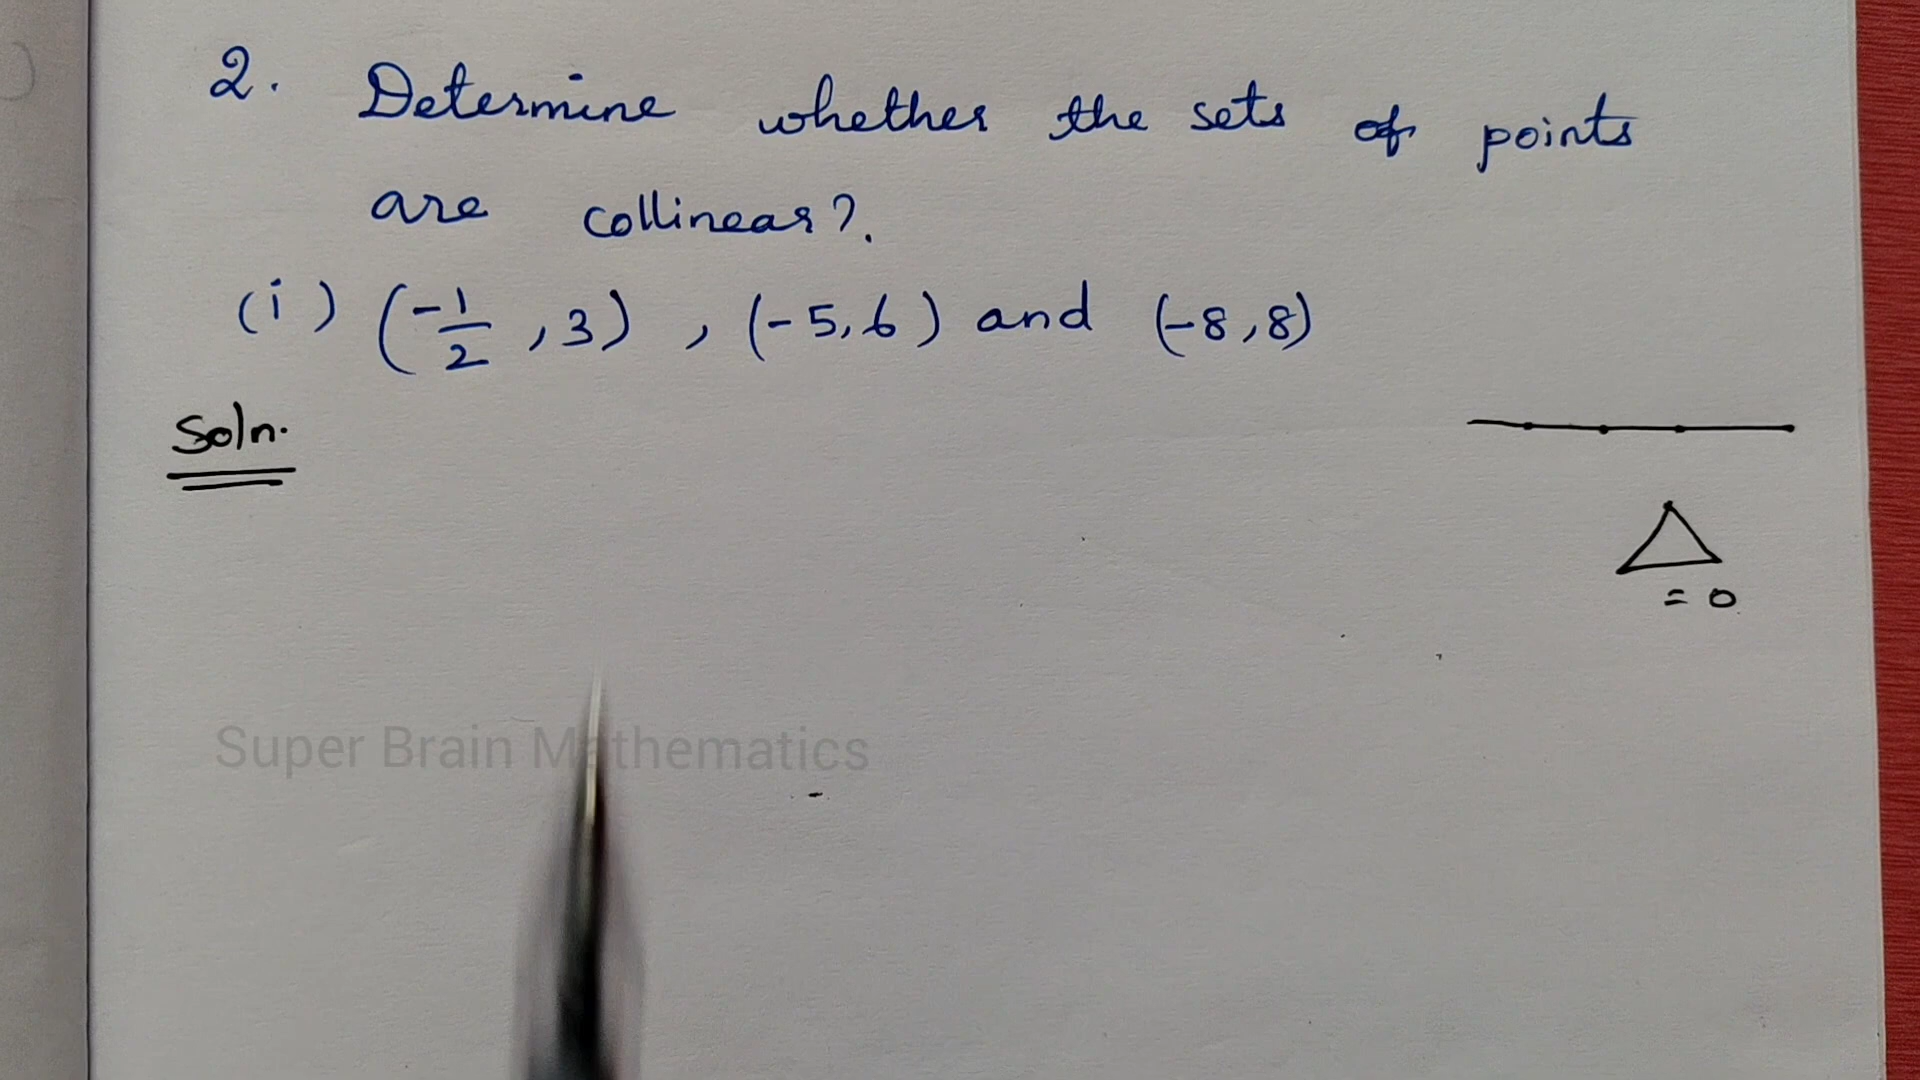 2. Determine whether the sets of points
are collinear?.
(i) (-1/2, 3), (-5, 6) and (-8, 8)
Soln.
= 0
Super Brain Mathematics